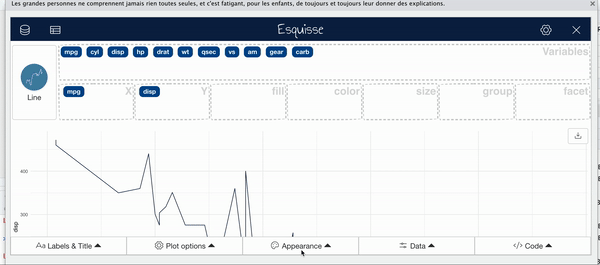 Les grandes personnes ne comprennent jamais rien toutes seules, et c'est fatigant, pour les enfants, de toujours et toujours leur donner des explications.
Esquisse
mpg cyl disp hp drat wt qsec vs am gear carb Variables
Line
mpg X disp Y fill color size group facet
400
300
disp
Labels & Title Plot options Appearance Data Code